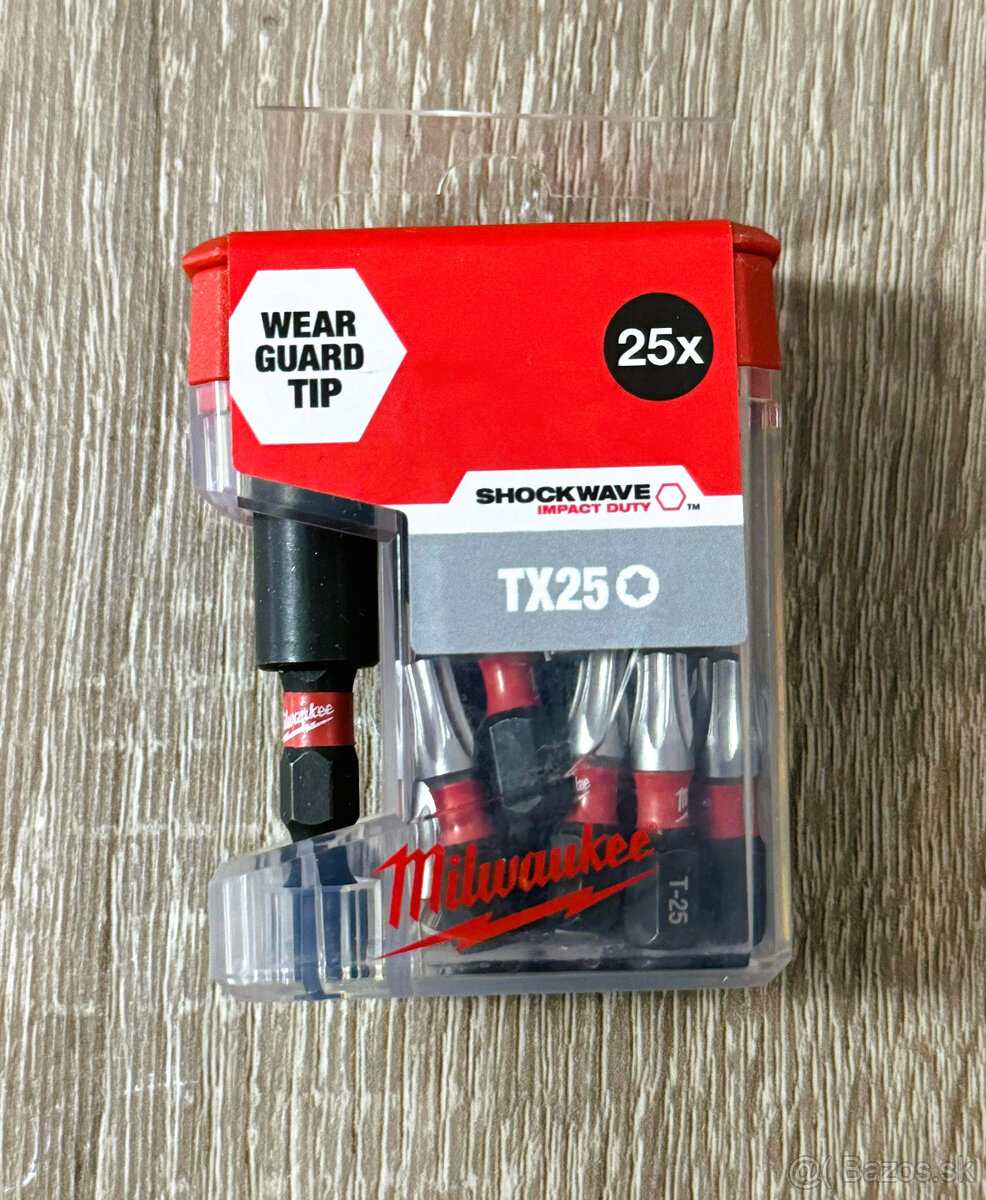 WEAR
GUARD
TIP
25x
SHOCKWAVE
IMPACT DUTY ™
TX25
Milwaukee
Milwaukee®
T-25
@( Bazos.sk